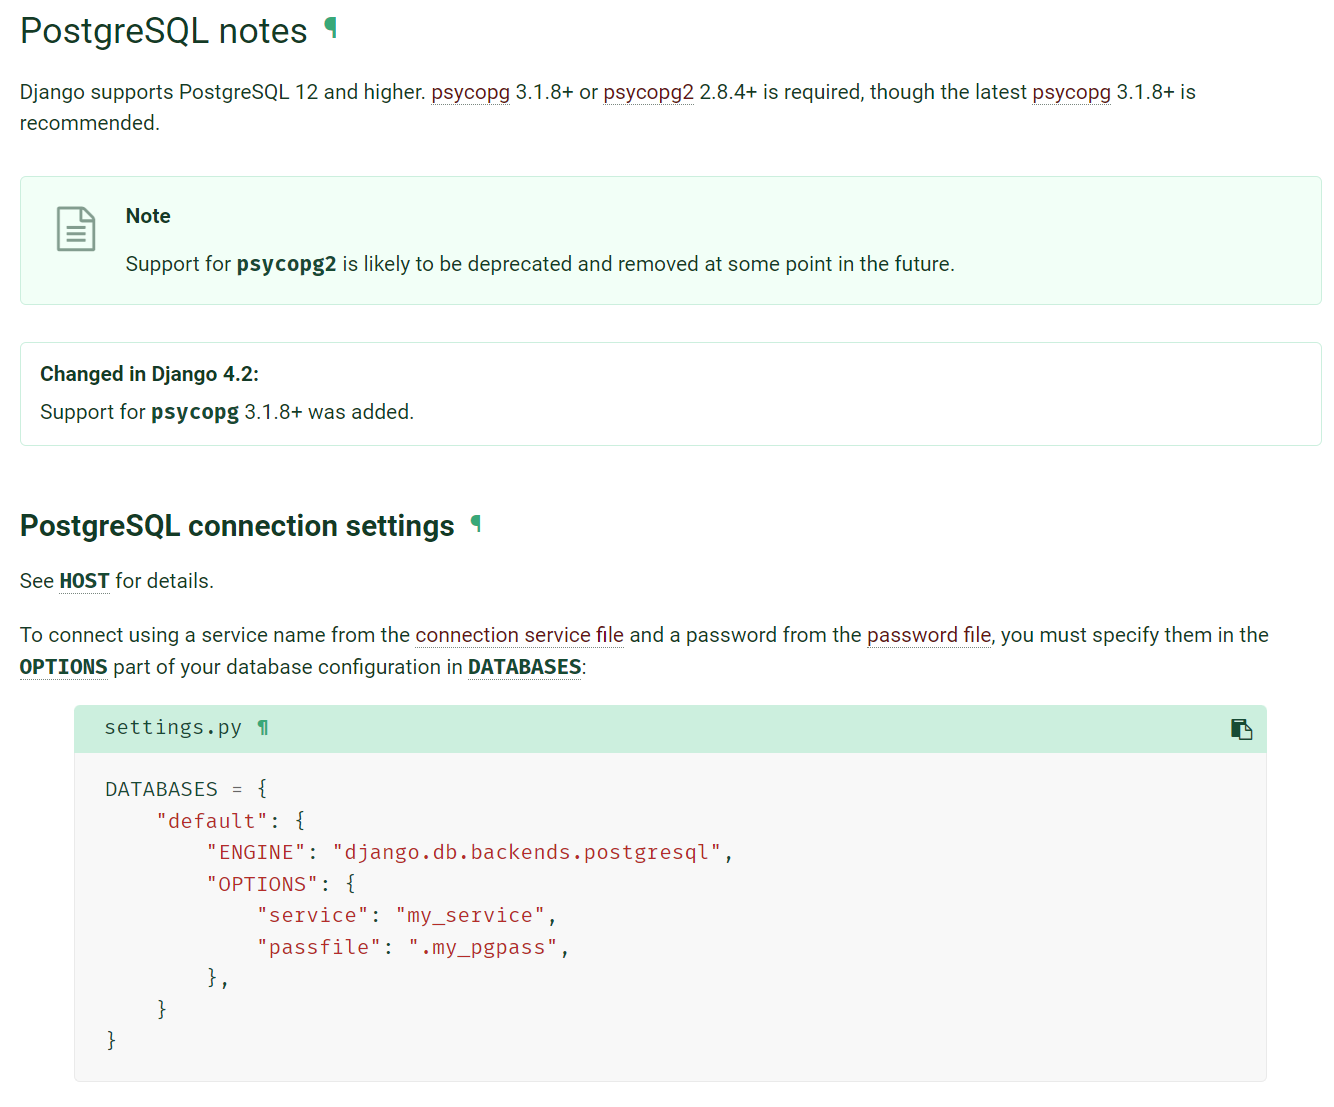 PostgreSQL notes ¶
Django supports PostgreSQL 12 and higher. psycopg 3.1.8+ or psycopg2 2.8.4+ is required, though the latest psycopg 3.1.8+ is
recommended.
Note
Support for psycopg2 is likely to be deprecated and removed at some point in the future.
Changed in Django 4.2:
Support for psycopg 3.1.8+ was added.
PostgreSQL connection settings ¶
See HOST for details.
To connect using a service name from the connection service file and a password from the password file, you must specify them in the
OPTIONS part of your database configuration in DATABASES:
settings.py ¶
DATABASES = {
    "default": {
        "ENGINE": "django.db.backends.postgresql",
        "OPTIONS": {
            "service": "my_service",
            "passfile": ".my_pgpass",
        },
    }
}